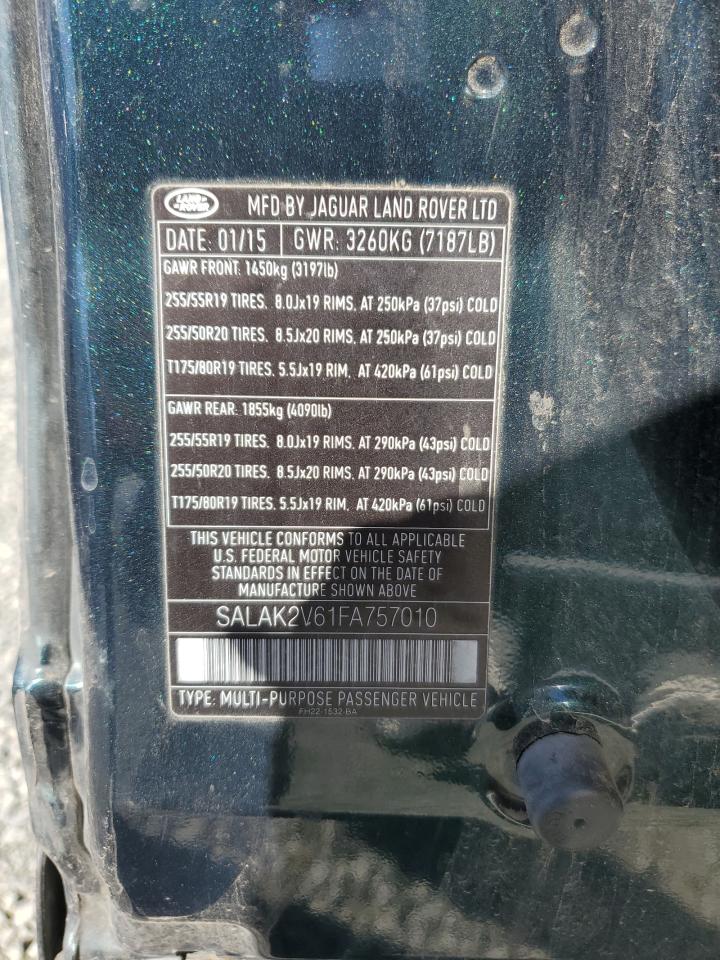 LAND ROVER
MFD BY JAGUAR LAND ROVER LTD
DATE: 01/15 GWR: 3260KG (7187LB)
GAWR FRONT: 1450kg (3197lb)
255/55R19 TIRES. 8.0Jx19 RIMS. AT 250kPa (37psi) COLD
255/50R20 TIRES. 8.5Jx20 RIMS. AT 250kPa (37psi) COLD
T175/80R19 TIRES. 5.5Jx19 RIM. AT 420kPa (61psi) COLD
GAWR REAR: 1855kg (4090lb)
255/55R19 TIRES. 8.0Jx19 RIMS. AT 290kPa (43psi) COLD
255/50R20 TIRES. 8.5Jx20 RIMS. AT 290kPa (43psi) COLD
T175/80R19 TIRES. 5.5Jx19 RIM. AT 420kPa (61psi) COLD
THIS VEHICLE CONFORMS TO ALL APPLICABLE
U.S. FEDERAL MOTOR VEHICLE SAFETY
STANDARDS IN EFFECT ON THE DATE OF
MANUFACTURE SHOWN ABOVE
SALAK2V61FA757010
TYPE: MULTI-PURPOSE PASSENGER VEHICLE
FH22-1532-BA